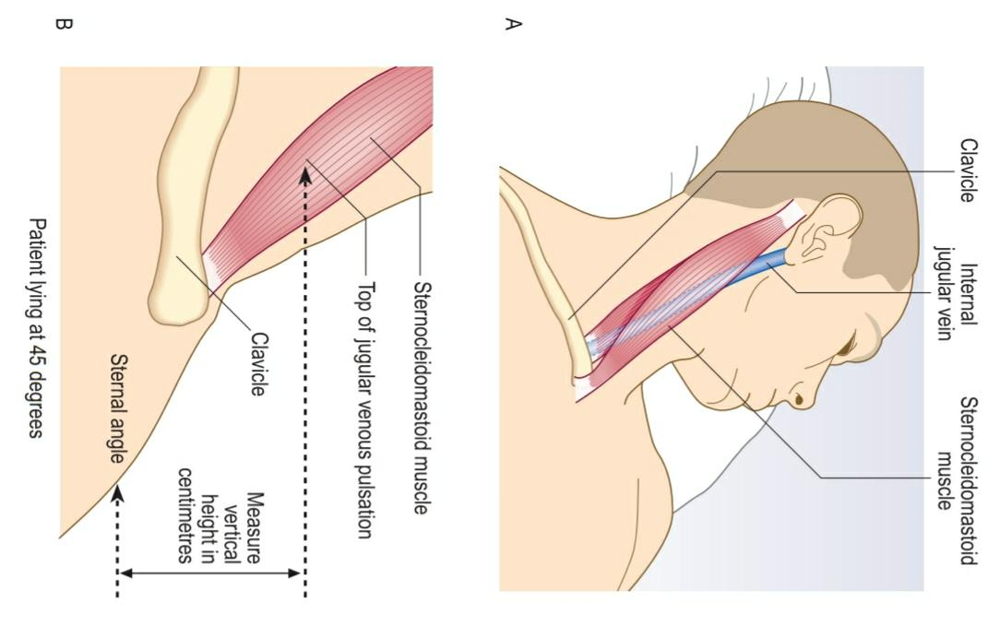 A
Clavicle
Internal
jugular vein
Sternocleidomastoid
muscle
B
Sternocleidomastoid muscle
Top of jugular venous pulsation
Clavicle
Measure
vertical
height in
centimetres
Sternal angle
Patient lying at 45 degrees